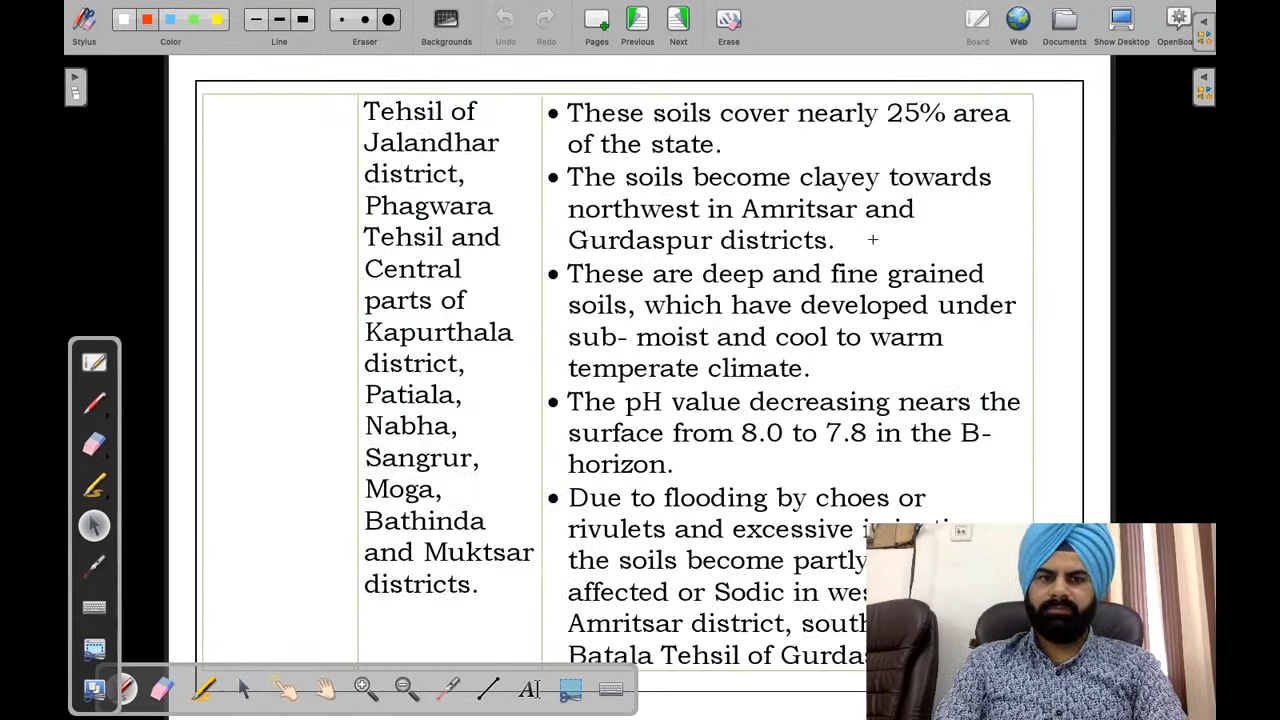 Stylus
Color
Line
Eraser
Backgrounds
Undo
Redo
Pages
Previous
Next
Erase
Board
Web
Documents
Show Desktop
Tehsil of
Jalandhar
district,
Phagwara
Tehsil and
Central
parts of
Kapurthala
district,
Patiala,
Nabha,
Sangrur,
Moga,
Bathinda
and Muktsar
districts.
• These soils cover nearly 25% area
of the state.
• The soils become clayey towards
northwest in Amritsar and
Gurdaspur districts.
• These are deep and fine grained
soils, which have developed under
sub- moist and cool to warm
temperate climate.
• The pH value decreasing nears the
surface from 8.0 to 7.8 in the B-
horizon.
• Due to flooding by choes or
rivulets and excessive
the soils become partly
affected or Sodic in
Amritsar district,
Batala Tehsil of